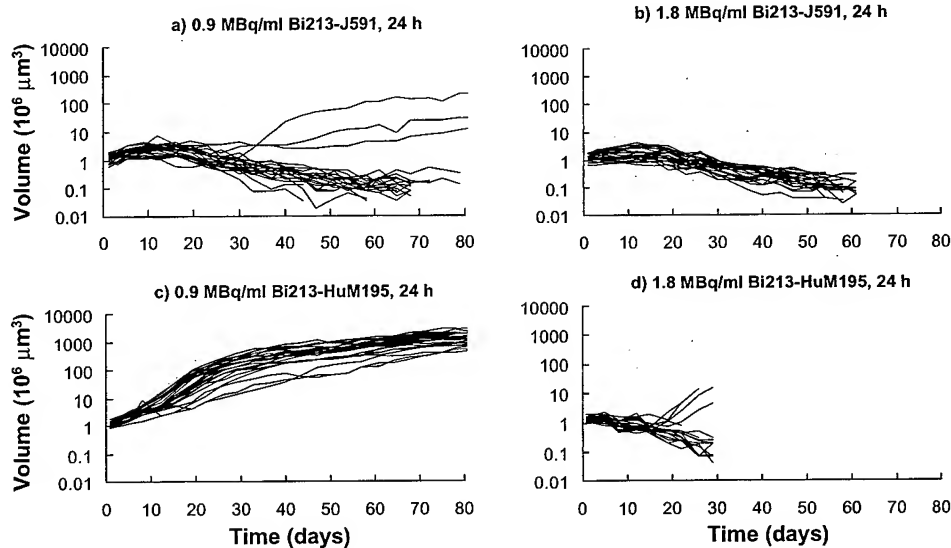 a) 0.9 MBq/ml Bi213-J591, 24 h
b) 1.8 MBq/ml Bi213-J591, 24 h
Volume (10⁶ μm³)
10000
1000
100
10
1
0.1
0.01
0 10 20 30 40 50 60 70 80
10000
1000
100
10
1
0.1
0.01
0 10 20 30 40 50 60 70 80
c) 0.9 MBq/ml Bi213-HuM195, 24 h
d) 1.8 MBq/ml Bi213-HuM195, 24 h
Volume (10⁶ μm³)
10000
1000
100
10
1
0.1
0.01
0 10 20 30 40 50 60 70 80
Time (days)
10000
1000
100
10
1
0.1
0.01
0 10 20 30 40 50 60 70 80
Time (days)